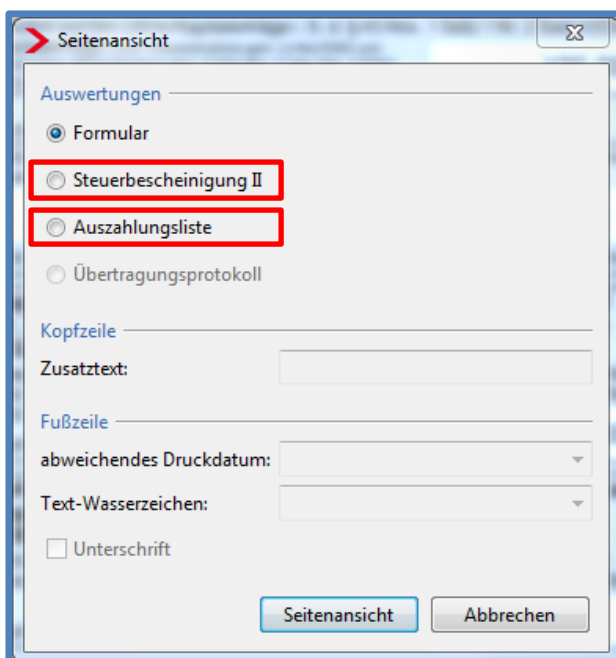 Seitenansicht
Auswertungen
Formular
Steuerbescheinigung II
Auszahlungsliste
Übertragungsprotokoll
Kopfzeile
Zusatztext:
Fußzeile
abweichendes Druckdatum:
Text-Wasserzeichen:
Unterschrift
Seitenansicht Abbrechen